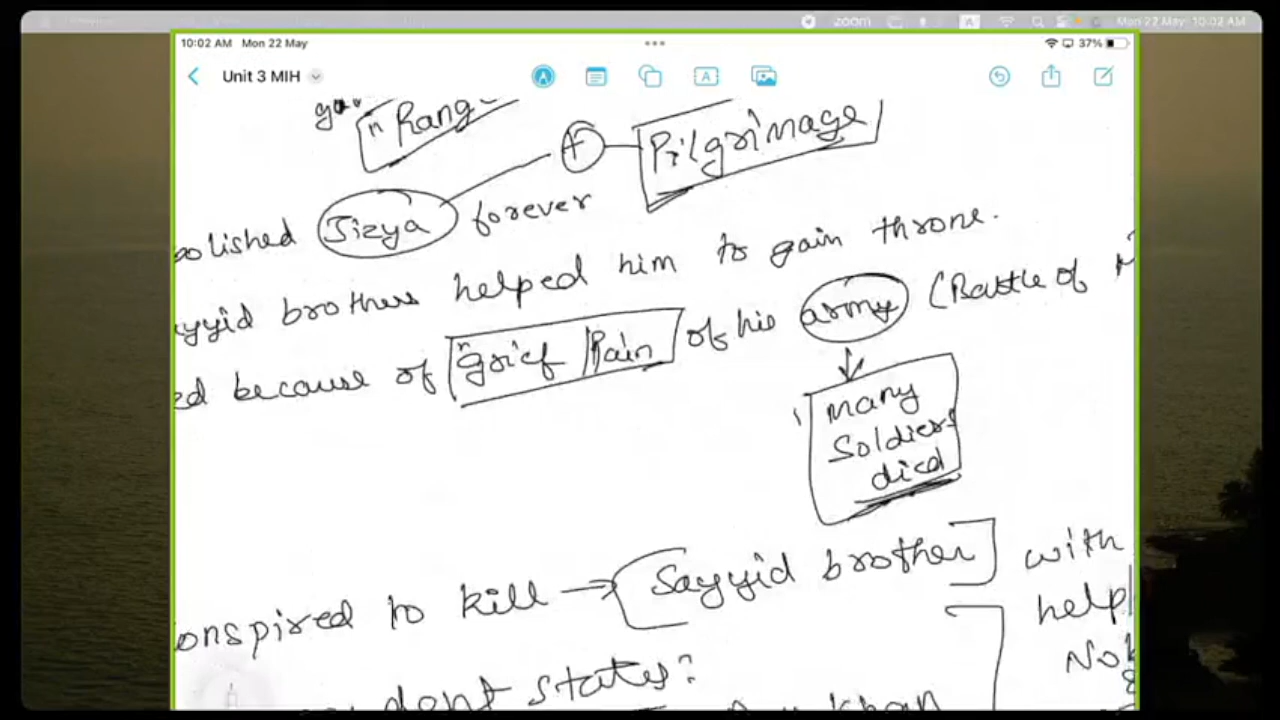 zoom A Mon 22 May 10:02 AM
10:02 AM Mon 22 May
37%
Unit 3 MIH
A
n Rang
+ Pilgrimage
olished Jizya forever
ayyid brothers helped him to gain throne.
ed because of n grief / Pain of his army (Battle of
many
soldiers
died
onspired to kill → Sayyid brother with
help
dent states?
khan